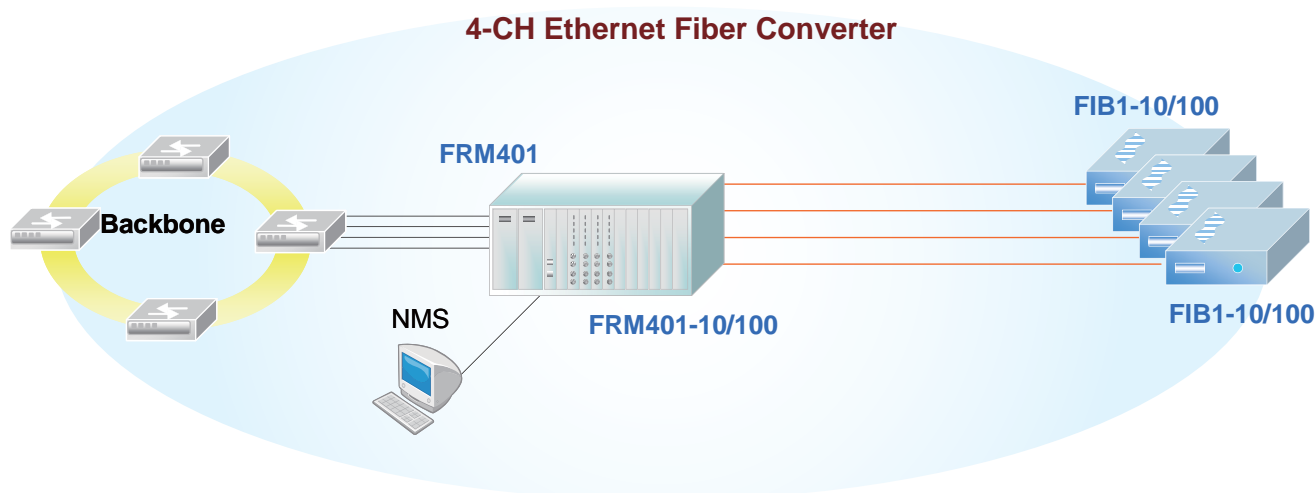 4-CH Ethernet Fiber Converter
FIB1-10/100
FRM401
Backbone
NMS
FRM401-10/100
FIB1-10/100